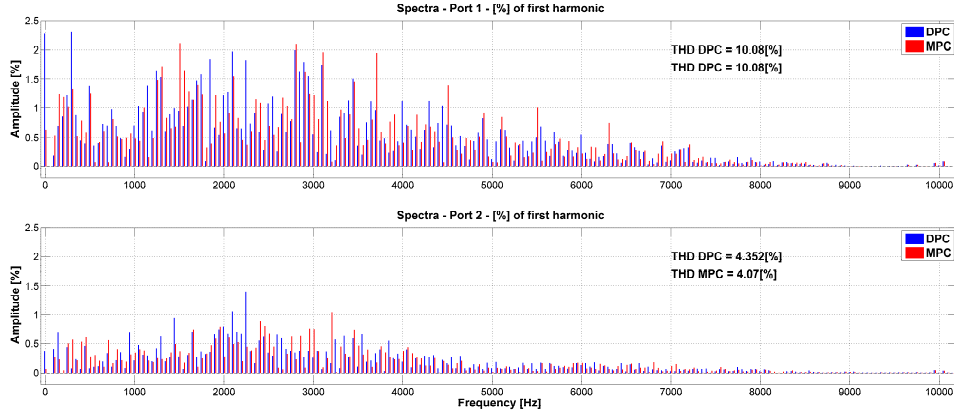 Spectra - Port 1 - [%] of first harmonic
Amplitude [%]
2.5
2
1.5
1
0.5
0
THD DPC = 10.08[%]
THD DPC = 10.08[%]
DPC
MPC
0 1000 2000 3000 4000 5000 6000 7000 8000 9000 10000
Spectra - Port 2 - [%] of first harmonic
Amplitude [%]
2.5
2
1.5
1
0.5
0
THD DPC = 4.352[%]
THD MPC = 4.07[%]
DPC
MPC
0 1000 2000 3000 4000 5000 6000 7000 8000 9000 10000
Frequency [Hz]